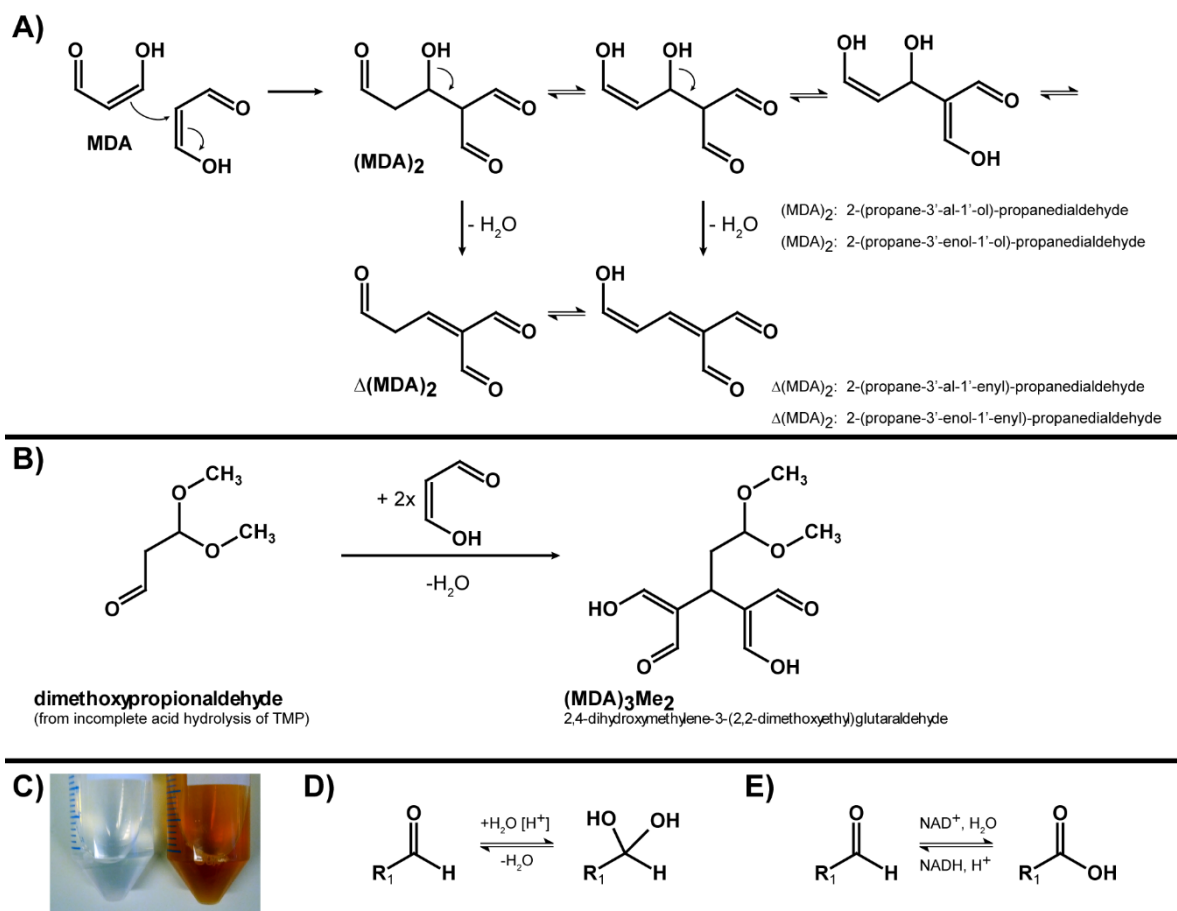 A)
O
OH
O
OH
MDA
O
OH
O
O
(MDA)2
OH
OH
O
O
OH
OH
O
OH
- H2O
- H2O
(MDA)2: 2-(propane-3'-al-1'-ol)-propanedialdehyde
(MDA)2: 2-(propane-3'-enol-1'-ol)-propanedialdehyde
O
O
O
Δ(MDA)2
OH
O
O
Δ(MDA)2: 2-(propane-3'-al-1'-enyl)-propanedialdehyde
Δ(MDA)2: 2-(propane-3'-enol-1'-enyl)-propanedialdehyde
B)
CH3
O
CH3
O
O
+ 2x
O
OH
-H2O
CH3
O
CH3
O
HO
O
O
OH
dimethoxypropionaldehyde
(from incomplete acid hydrolysis of TMP)
(MDA)3Me2
2,4-dihydroxymethylene-3-(2,2-dimethoxyethyl)glutaraldehyde
C)
D)
O
R1
H
+H2O [H+]
-H2O
HO
OH
R1
H
E)
O
R1
H
NAD+, H2O
NADH, H+
O
R1
OH